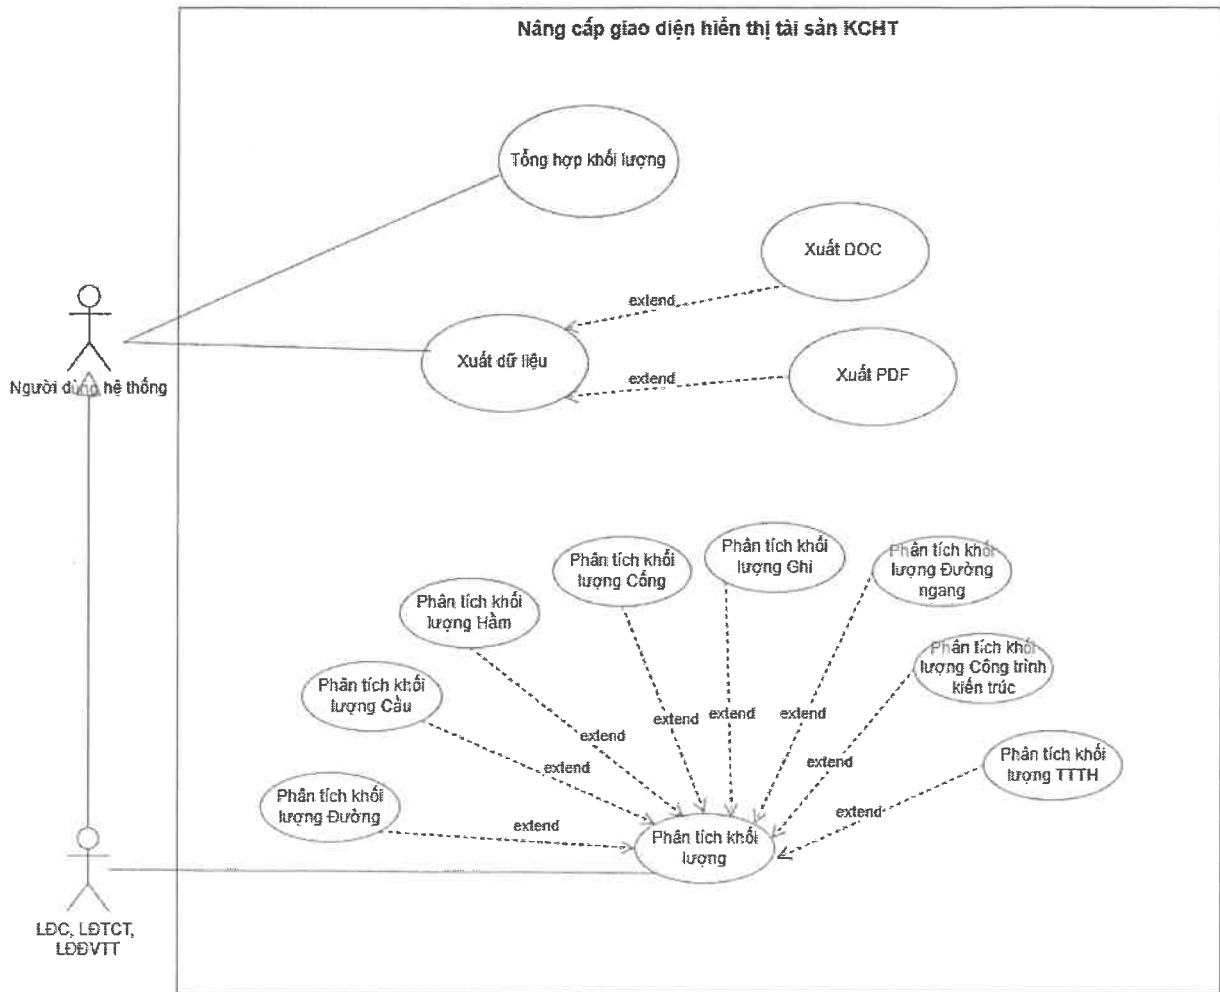 Nâng cấp giao diện hiển thị tài sản KCHT
Tổng hợp khối lượng
Xuất DOC
extend
Xuất dữ liệu
extend
Xuất PDF
Người dùng hệ thống
Phân tích khối
lượng Cống
Phân tích khối
lượng Ghi
Phân tích khối
lượng Đường
ngang
Phân tích khối
lượng Hầm
Phân tích khối
lượng Công trình
kiến trúc
Phân tích khối
lượng Cầu
extend
extend
extend
extend
extend
extend
Phân tích khối
lượng TTTH
Phân tích khối
lượng Đường
extend
extend
Phân tích khối
lượng
LĐC, LĐTCT,
LĐĐVTT